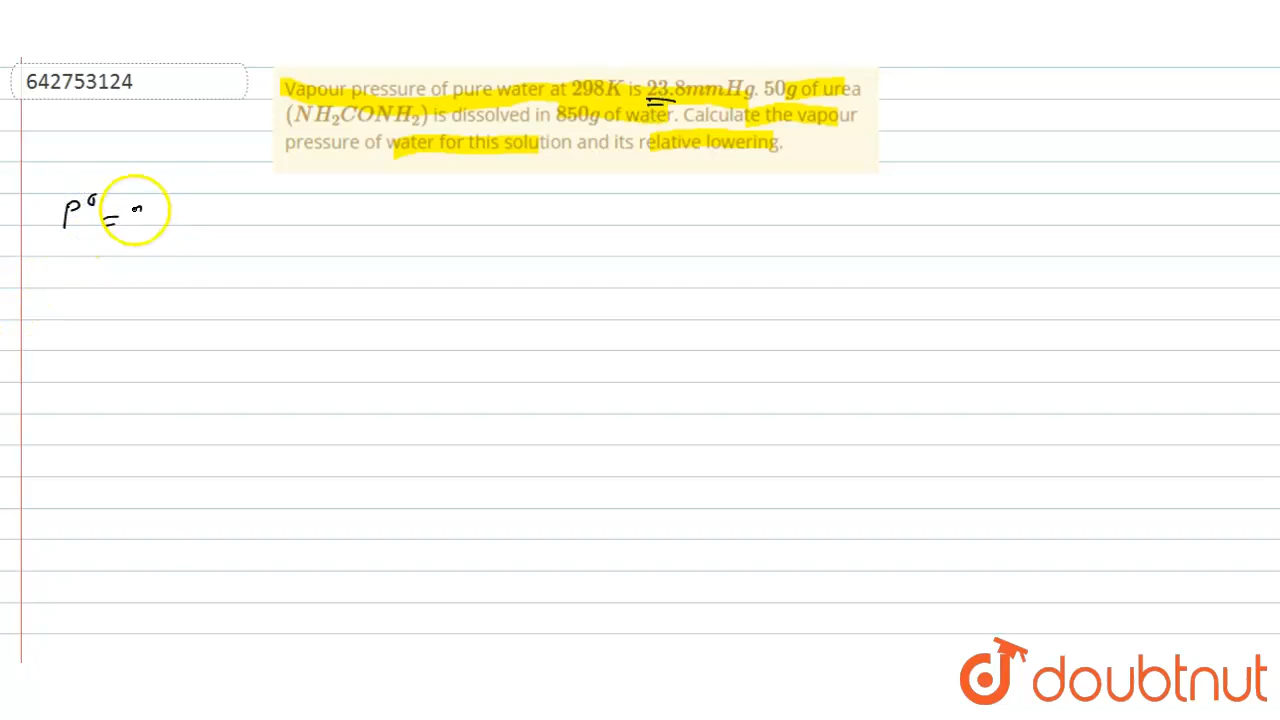 642753124
Vapour pressure of pure water at 298K is 23.8mmHg. 50g of urea
(NH₂CONH₂) is dissolved in 850g of water. Calculate the vapour
pressure of water for this solution and its relative lowering.
P° =
doubtnut